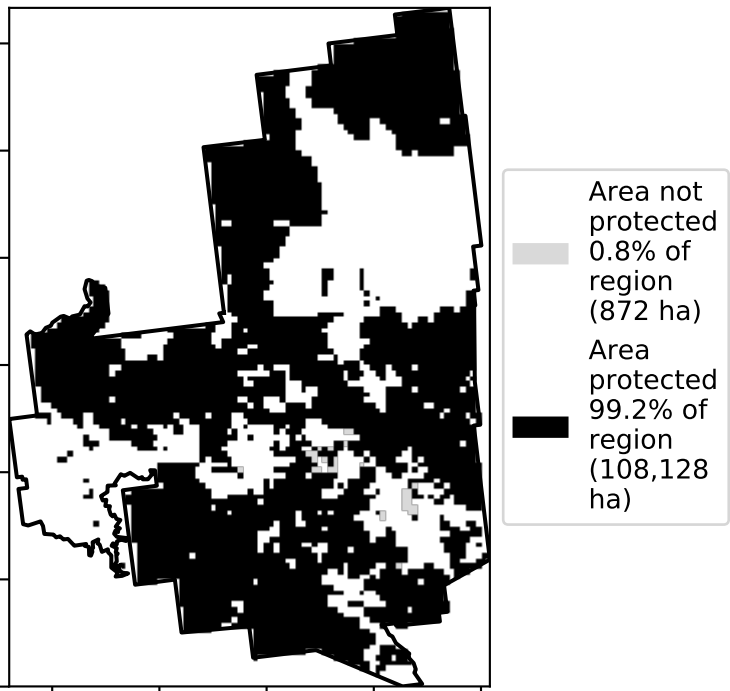 Area not
protected
0.8% of
region
(872 ha)
Area
protected
99.2% of
region
(108,128
ha)